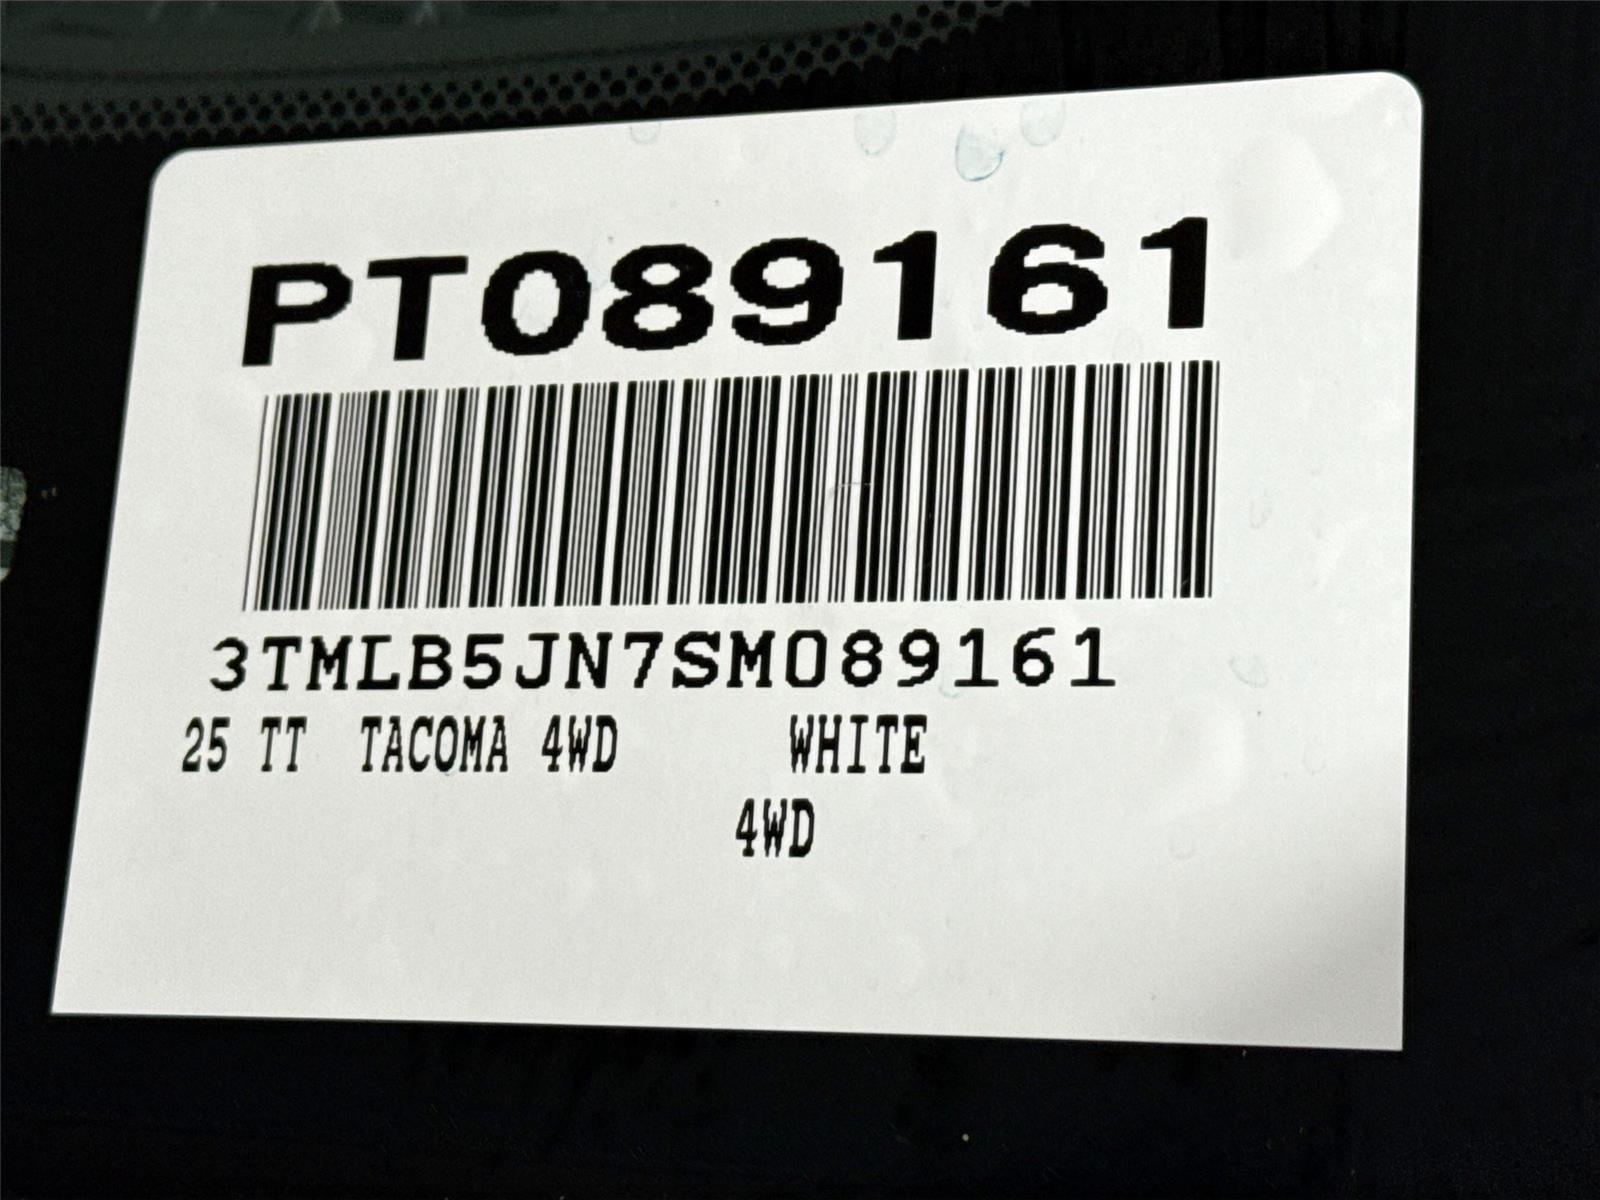 PT089161
3TMLB5JN7SM089161
25 TT TACOMA 4WD WHITE
4WD